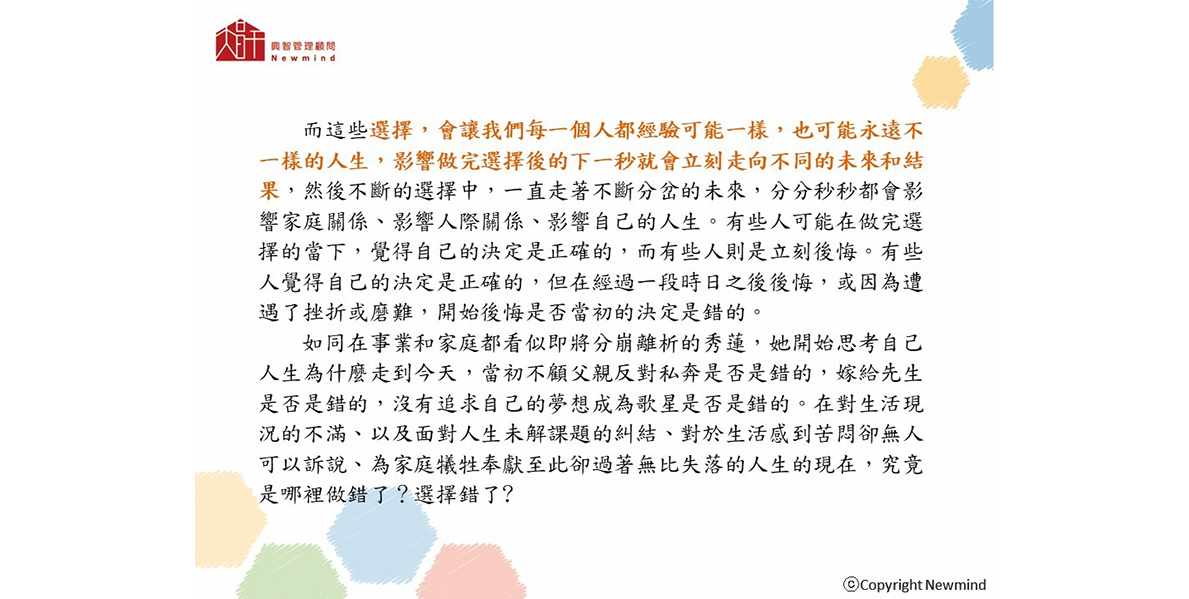 興智管理顧問
Newmind
而這些選擇，會讓我們每一個人都經驗可能一樣，也可能永遠不
一樣的人生，影響做完選擇後的下一秒就會立刻走向不同的未來和結
果，然後不斷的選擇中，一直走著不斷分岔的未來，分分秒秒都會影
響家庭關係、影響人際關係、影響自己的人生。有些人可能在做完選
擇的當下，覺得自己的決定是正確的，而有些人則是立刻後悔。有些
人覺得自己的決定是正確的，但在經過一段時日之後後悔，或因為遭
遇了挫折或磨難，開始後悔是否當初的決定是錯的。
如同在事業和家庭都看似即將分崩離析的秀蓮，她開始思考自己
人生為什麼走到今天，當初不顧父親反對私奔是否是錯的，嫁給先生
是否是錯的，沒有追求自己的夢想成為歌星是否是錯的。在對生活現
況的不滿、以及面對人生未解課題的糾結、對於生活感到苦悶卻無人
可以訴說、為家庭犧牲奉獻至此卻過著無比失落的人生的現在，究竟
是哪裡做錯了？選擇錯了?
ⓒCopyright Newmind